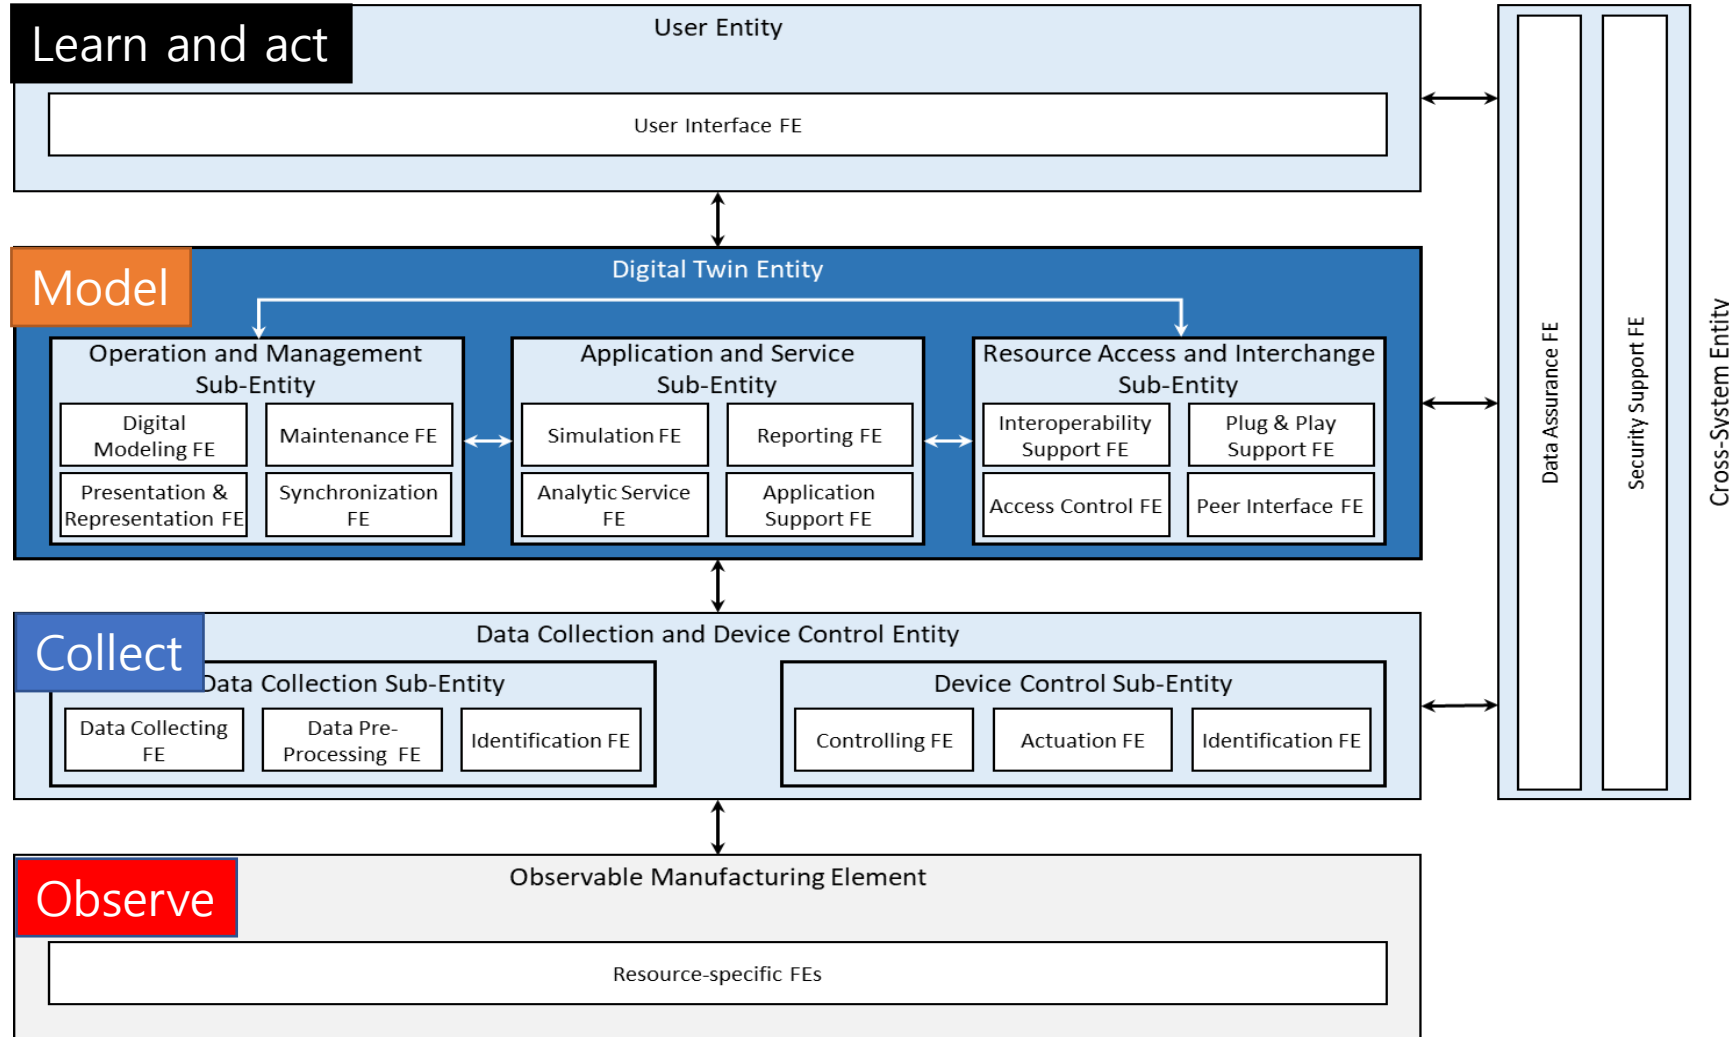 Learn and act
User Entity
User Interface FE
Model
Digital Twin Entity
Operation and Management
Sub-Entity
Digital
Modeling FE
Maintenance FE
Presentation &
Representation FE
Synchronization
FE
Application and Service
Sub-Entity
Simulation FE
Reporting FE
Analytic Service
FE
Application
Support FE
Resource Access and Interchange
Sub-Entity
Interoperability
Support FE
Plug & Play
Support FE
Access Control FE
Peer Interface FE
Collect
Data Collection and Device Control Entity
Data Collection Sub-Entity
Data Collecting
FE
Data Pre-
Processing FE
Identification FE
Device Control Sub-Entity
Controlling FE
Actuation FE
Identification FE
Observe
Observable Manufacturing Element
Resource-specific FEs
Data Assurance FE
Security Support FE
Cross-System Entity